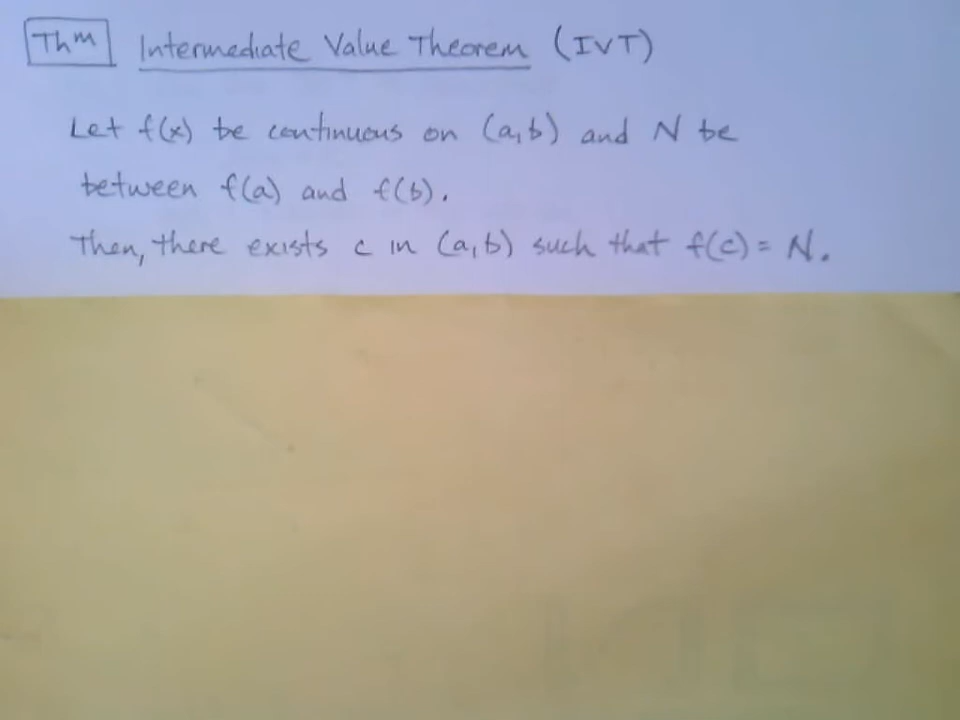 Thm Intermediate Value Theorem (IVT)
Let f(x) be continuous on (a,b) and N be
between f(a) and f(b).
Then, there exists c in (a,b) such that f(c) = N.